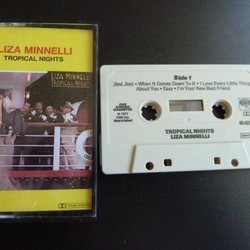 LIZA MINNELLI
TROPICAL NIGHTS
LIZA MINNELLI
TROPICAL NIGHTS
Side 1
Jimi Jimi • When It Comes Down To It • I Love Every Little Thing
About You • Easy • I'm Your New Best Friend
TROPICAL NIGHTS
LIZA MINNELLI